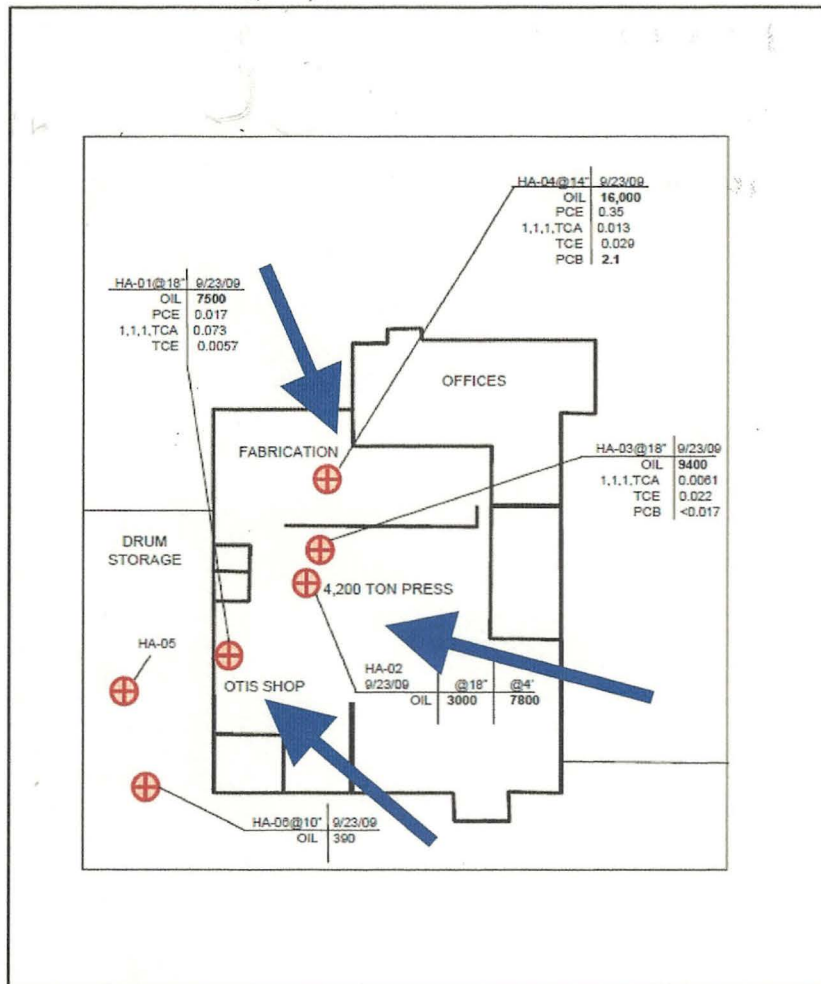 HA-04@14" 9/23/09
OIL 16,000
PCE 0.35
1,1,1,TCA 0.013
TCE 0.029
PCB 2.1
HA-01@18" 9/23/09
OIL 7500
PCE 0.017
1,1,1,TCA 0.073
TCE 0.0057
OFFICES
FABRICATION
HA-03@18" 9/23/09
OIL 9400
1,1,1,TCA 0.0061
TCE 0.022
PCB <0.017
DRUM
STORAGE
4,200 TON PRESS
HA-05
HA-02
9/23/09 @18" @4'
OIL 3000 7800
OTIS SHOP
HA-06@10" 9/23/09
OIL 390